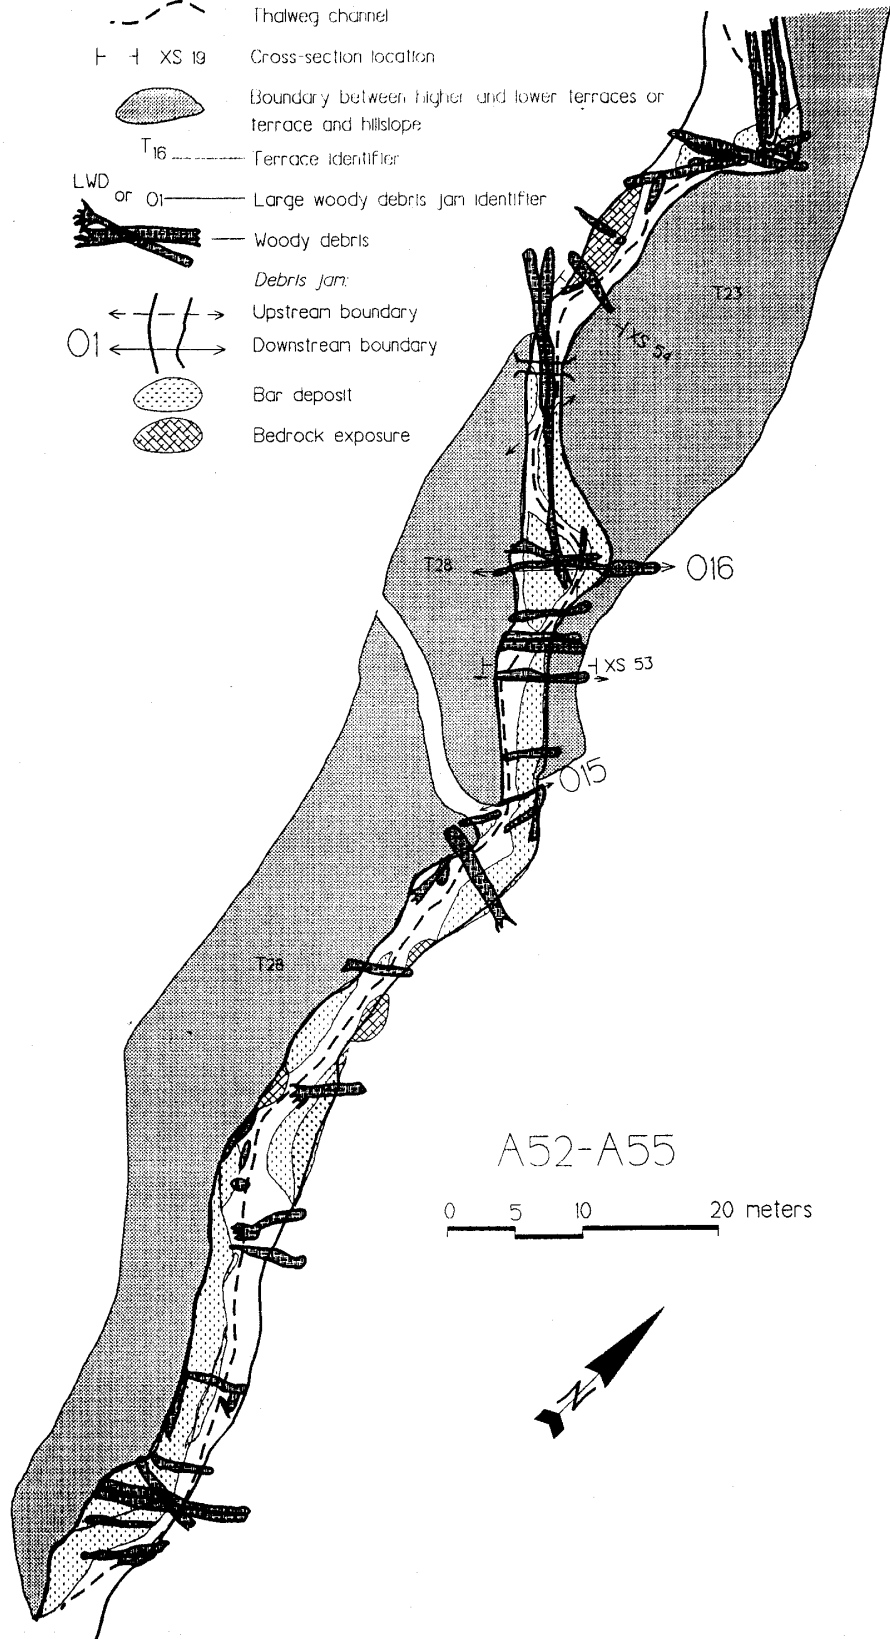 Thalweg channel
XS 19 Cross-section location
Boundary between higher and lower terraces or
terrace and hillslope
T16 Terrace identifier
LWD or O1 Large woody debris jam identifier
Woody debris
Debris jam:
Upstream boundary
O1 Downstream boundary
Bar deposit
Bedrock exposure
T23
XS 54
T28
O16
XS 53
O15
T28
A52-A55
0 5 10 20 meters
N